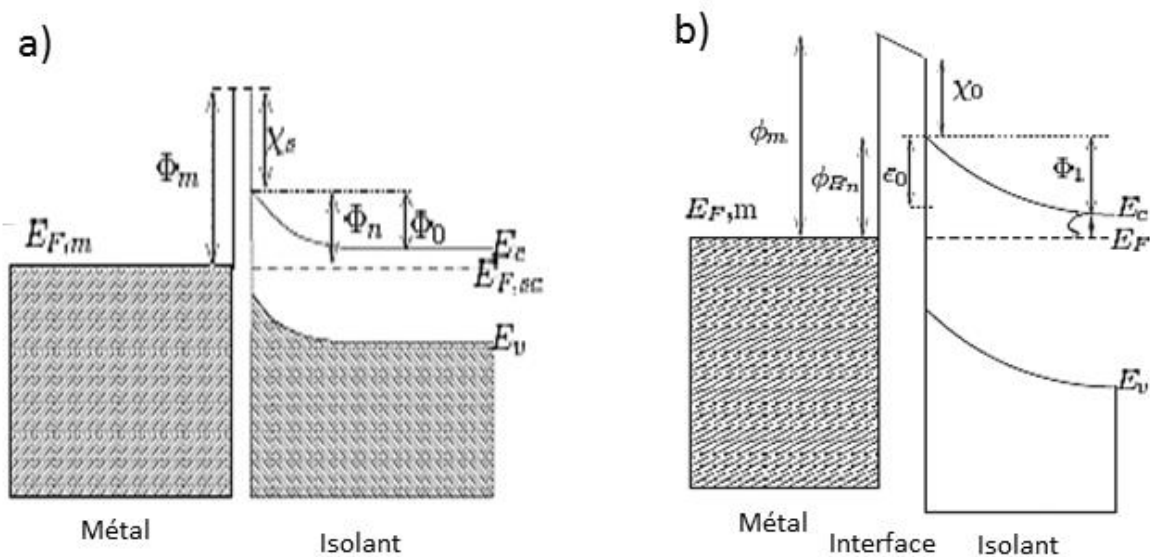 a)
χs
Φm
Φn
Φ0
EF,m
Ec
EF,sc
Ev
Métal
Isolant
b)
χ0
ϕm
ϕBn
ε0
Φ1
EF,m
Ec
EF
Ev
Métal
Interface
Isolant